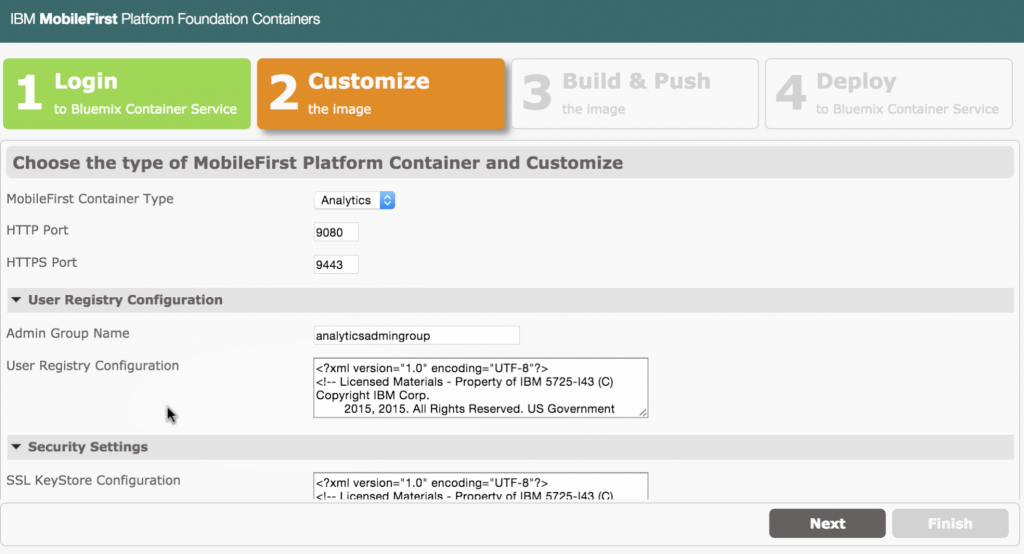 IBM MobileFirst Platform Foundation Containers
1 Login
to Bluemix Container Service
2 Customize
the image
3 Build & Push
the image
4 Deploy
to Bluemix Container Service
Choose the type of MobileFirst Platform Container and Customize
MobileFirst Container Type
Analytics
HTTP Port
9080
HTTPS Port
9443
User Registry Configuration
Admin Group Name
analyticsadmingroup
User Registry Configuration
<?xml version="1.0" encoding="UTF-8"?>
<!-- Licensed Materials - Property of IBM 5725-I43 (C)
Copyright IBM Corp.
2015, 2015. All Rights Reserved. US Government
Security Settings
SSL KeyStore Configuration
<?xml version="1.0" encoding="UTF-8"?>
<!-- Licensed Materials - Property of IBM 5725-I43 (C)
Next
Finish